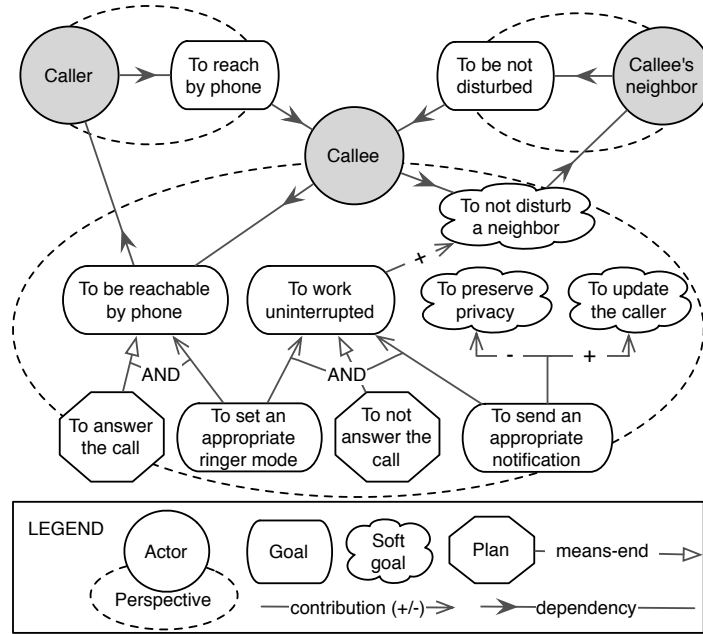 Caller
To reach
by phone
To be not
disturbed
Callee's
neighbor
Callee
To not disturb
a neighbor
+
To be reachable
by phone
To work
uninterrupted
To preserve
privacy
To update
the caller
- +
AND
AND
To answer
the call
To set an
appropriate
ringer mode
To not
answer the
call
To send an
appropriate
notification
LEGEND
Actor
Perspective
Goal
Soft
goal
Plan
means-end
contribution (+/-)
dependency